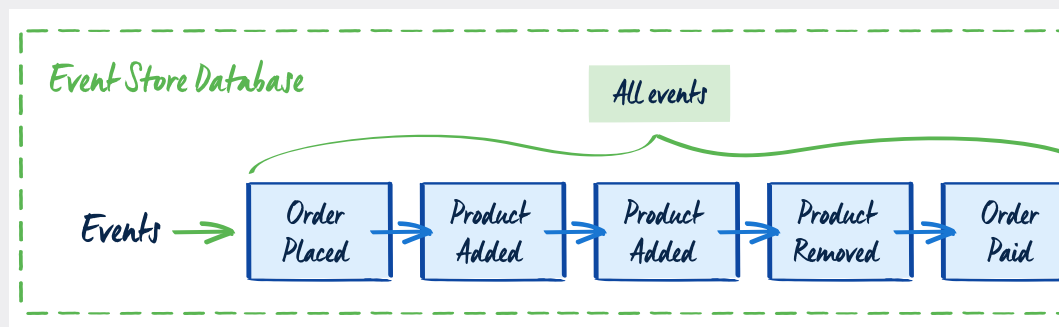 Event Store Database
All events
Events
Order
Placed
Product
Added
Product
Added
Product
Removed
Order
Paid